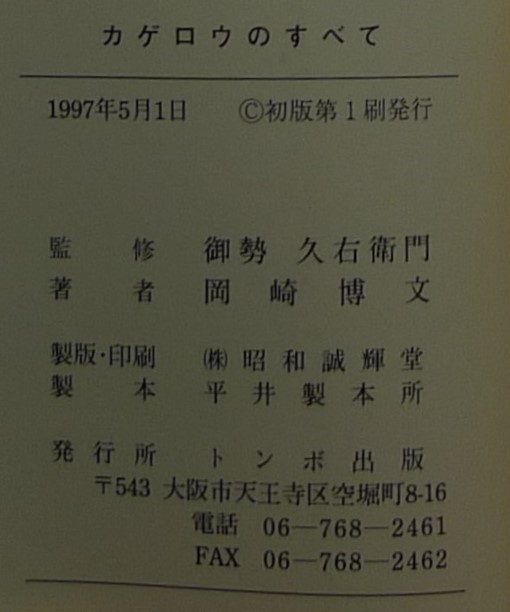 カゲロウのすべて
1997年5月1日 ©初版第1刷発行
監修 御勢 久右衛門
著者 岡崎博文
製版・印刷 ㈱昭和誠輝堂
製本 平井製本所
発行所 トンボ出版
〒543 大阪市天王寺区空堀町8-16
電話 06―768―2461
FAX 06―768―2462